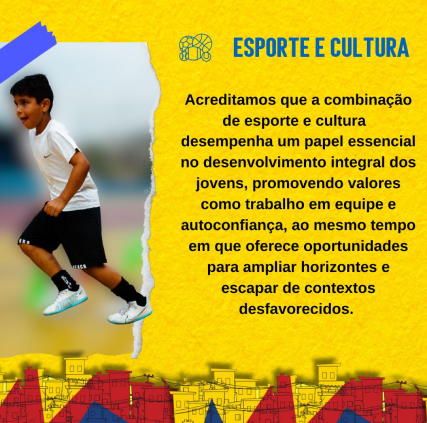 ESPORTE E CULTURA
Acreditamos que a combinação
de esporte e cultura
desempenha um papel essencial
no desenvolvimento integral dos
jovens, promovendo valores
como trabalho em equipe e
autoconfiança, ao mesmo tempo
em que oferece oportunidades
para ampliar horizontes e
escapar de contextos
desfavorecidos.